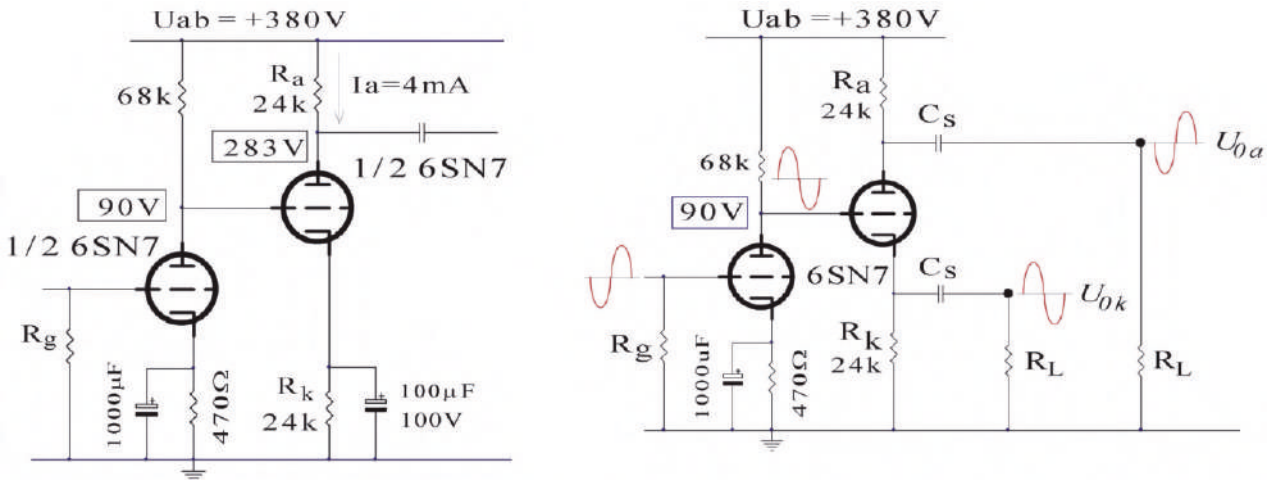 Uab = +380V
68k
Ra
24k
Ia=4mA
283V
1/2 6SN7
90V
1/2 6SN7
Rg
1000µF
470Ω
Rk
24k
100µF
100V
Uab = +380V
Ra
24k
Cs
U0a
68k
90V
6SN7
Cs
U0k
Rg
1000uF
470Ω
Rk
24k
RL
RL